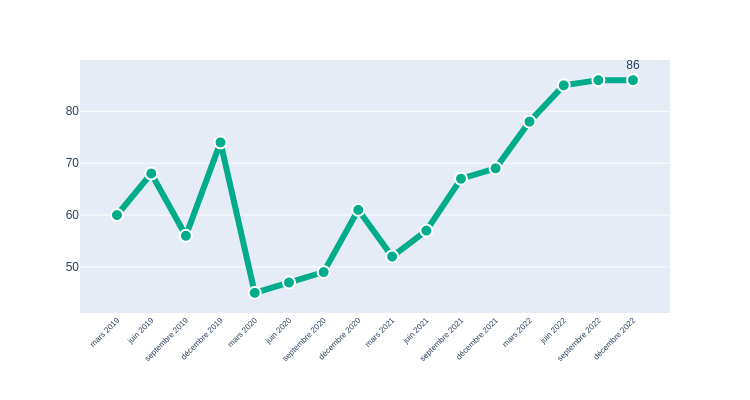 86
80
70
60
50
mars 2019
juin 2019
septembre 2019
décembre 2019
mars 2020
juin 2020
septembre 2020
décembre 2020
mars 2021
juin 2021
septembre 2021
décembre 2021
mars 2022
juin 2022
septembre 2022
décembre 2022